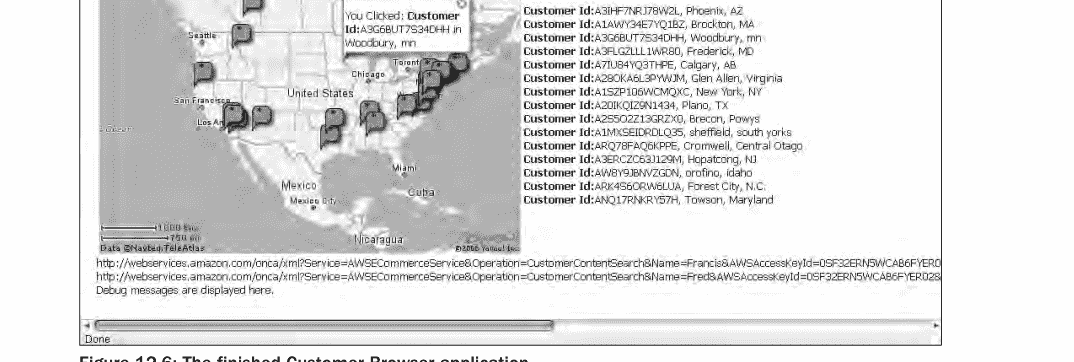 You Clicked: Customer
Id:A3G6BUT7S34DHH in
Woodbury, mn
Seattle
Toront
Chicago
United States
San Francisco
Los An
Miami
Mexico
Mexico City
Cuba
Nicaragua
Data ©Navteq,TeleAtlas
Customer Id:A3IHF7NRJ78W2L, Phoenix, AZ
Customer Id:A1AWY34E7YQ1BZ, Brockton, MA
Customer Id:A3G6BUT7S34DHH, Woodbury, mn
Customer Id:A3FLGZLLL1WR80, Frederick, MD
Customer Id:A7IU84YQ3THPE, Calgary, AB
Customer Id:A28OKA6L3PYWJM, Glen Allen, Virginia
Customer Id:A1SZP106WCMQXC, New York, NY
Customer Id:A20IKQIZ9N1434, Plano, TX
Customer Id:A2S5O2Z13GRZX0, Brecon, Powys
Customer Id:A1MXSEIDRDLQ35, sheffield, south yorks
Customer Id:ARQ78FAQ6KPPE, Cromwell, Central Otago
Customer Id:A3ERCZC63J129M, Hopatcong, NJ
Customer Id:AW8Y9JBNVZGDN, orofino, idaho
Customer Id:ARK4S6ORW6LUA, Forest City, N.C.
Customer Id:ANQ17RNKRY57H, Towson, Maryland
http://webservices.amazon.com/onca/xml?Service=AWSECommerceService&Operation=CustomerContentSearch&Name=Francis&AWSAccessKeyId=0SF32ERN5WCAB6FYER0
http://webservices.amazon.com/onca/xml?Service=AWSECommerceService&Operation=CustomerContentSearch&Name=Fred&AWSAccessKeyId=0SF32ERN5WCAB6FYER02&
Debug messages are displayed here.
Done
Figure 12.6: The finished Customer Browser application